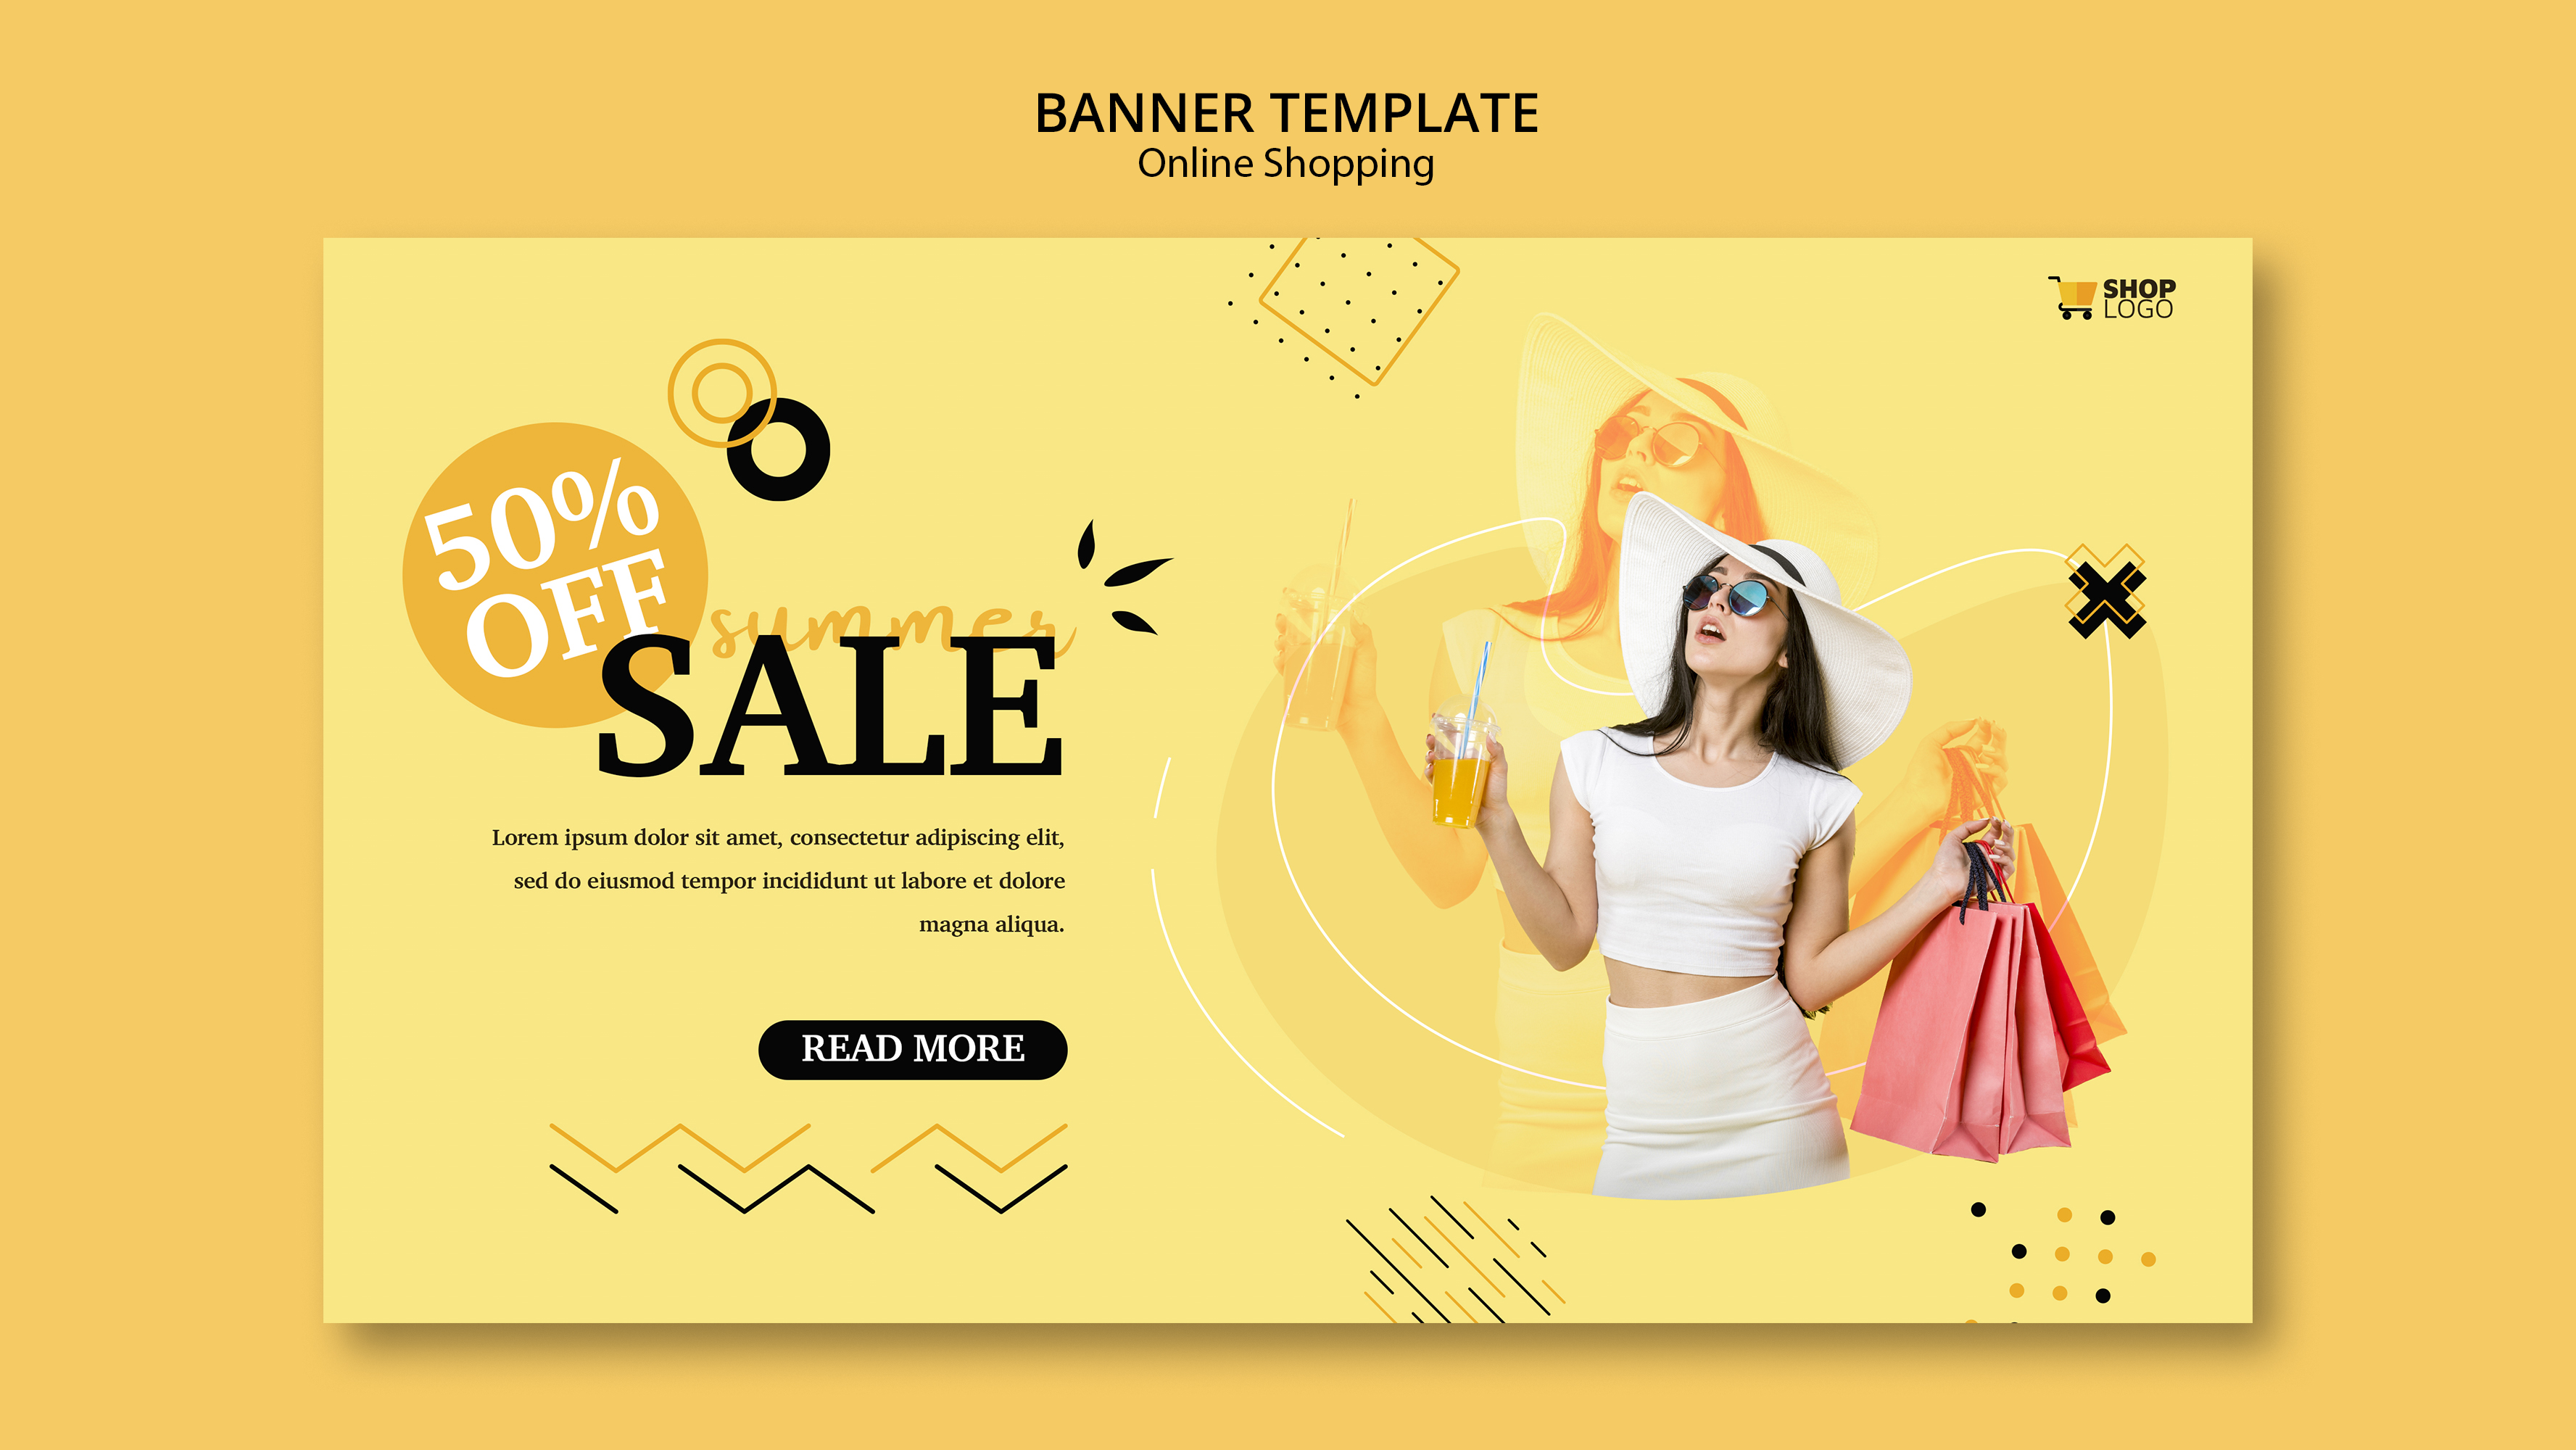 BANNER TEMPLATE
Online Shopping
SHOP
LOGO
50%
OFF
summer
SALE
Lorem ipsum dolor sit amet, consectetur adipiscing elit,
sed do eiusmod tempor incididunt ut labore et dolore
magna aliqua.
READ MORE